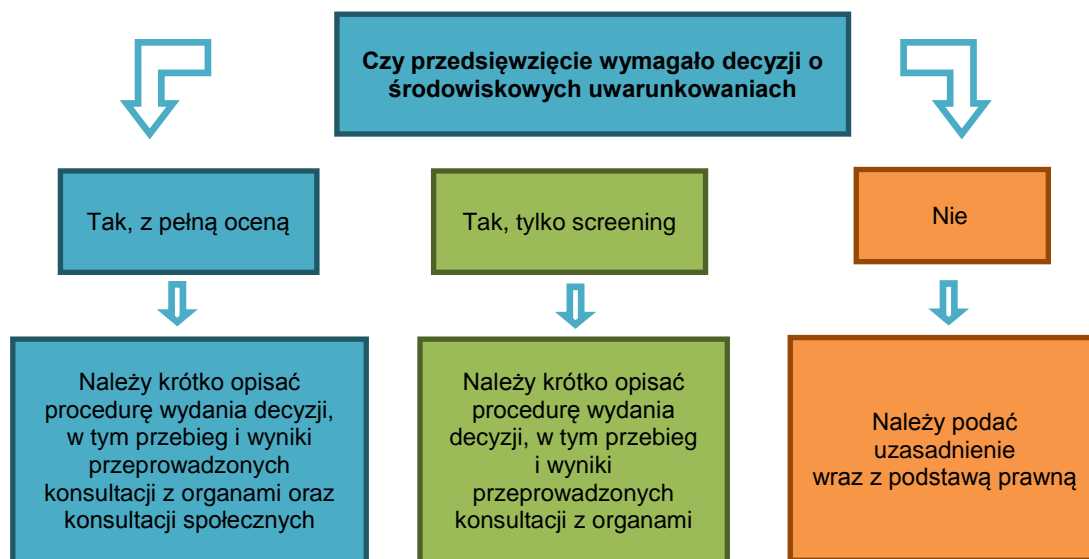 Czy przedsięwzięcie wymagało decyzji o
środowiskowych uwarunkowaniach
Tak, z pełną oceną
Tak, tylko screening
Nie
Należy krótko opisać
procedurę wydania decyzji,
w tym przebieg i wyniki
przeprowadzonych
konsultacji z organami oraz
konsultacji społecznych
Należy krótko opisać
procedurę wydania
decyzji, w tym przebieg
i wyniki
przeprowadzonych
konsultacji z organami
Należy podać
uzasadnienie
wraz z podstawą prawną